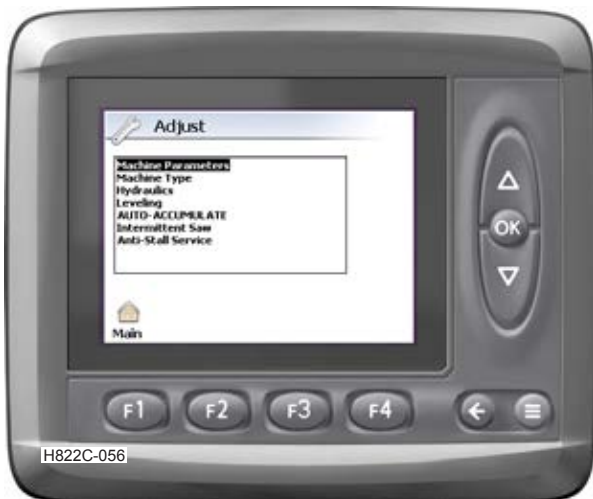 Adjust
Machine Parameters
Machine Type
Hydraulics
Leveling
AUTO-ACCUMULATE
Intermittent Saw
Anti-Stall Service
Main
OK
F1 F2 F3 F4
H822C-056